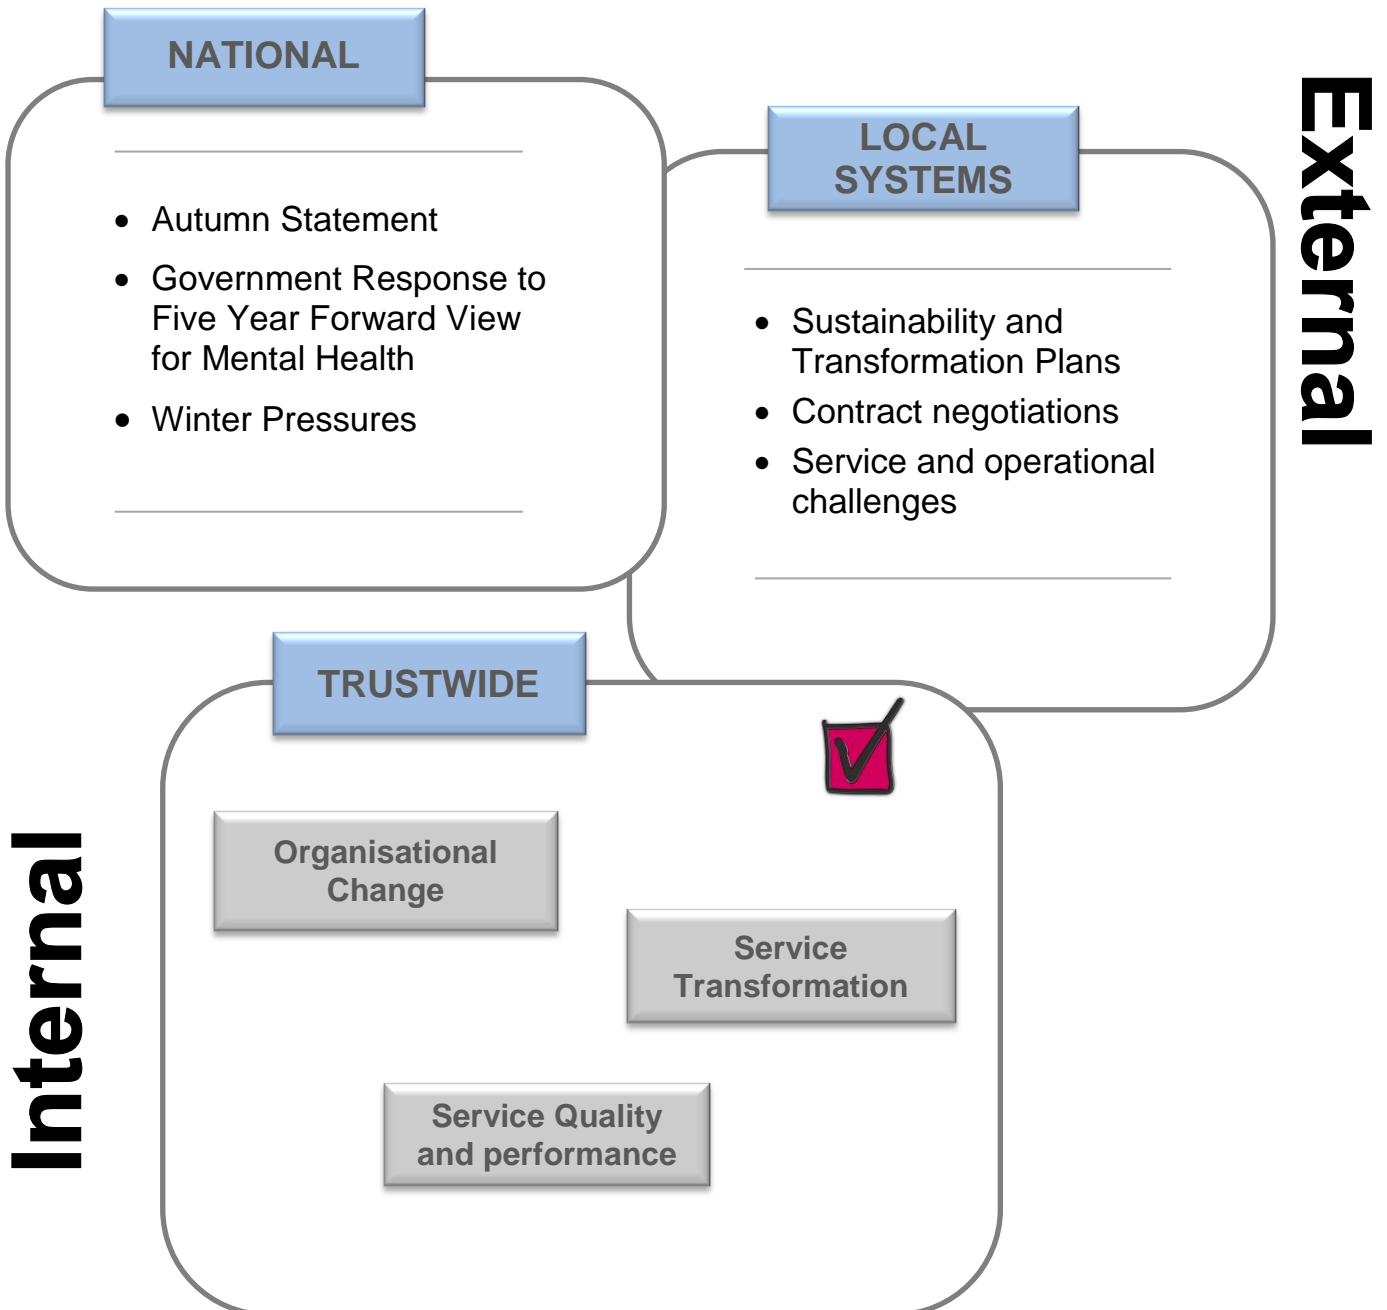 NATIONAL
• Autumn Statement
• Government Response to
Five Year Forward View
for Mental Health
• Winter Pressures
External
LOCAL
SYSTEMS
• Sustainability and
Transformation Plans
• Contract negotiations
• Service and operational
challenges
Internal
TRUSTWIDE
Organisational
Change
Service
Transformation
Service Quality
and performance